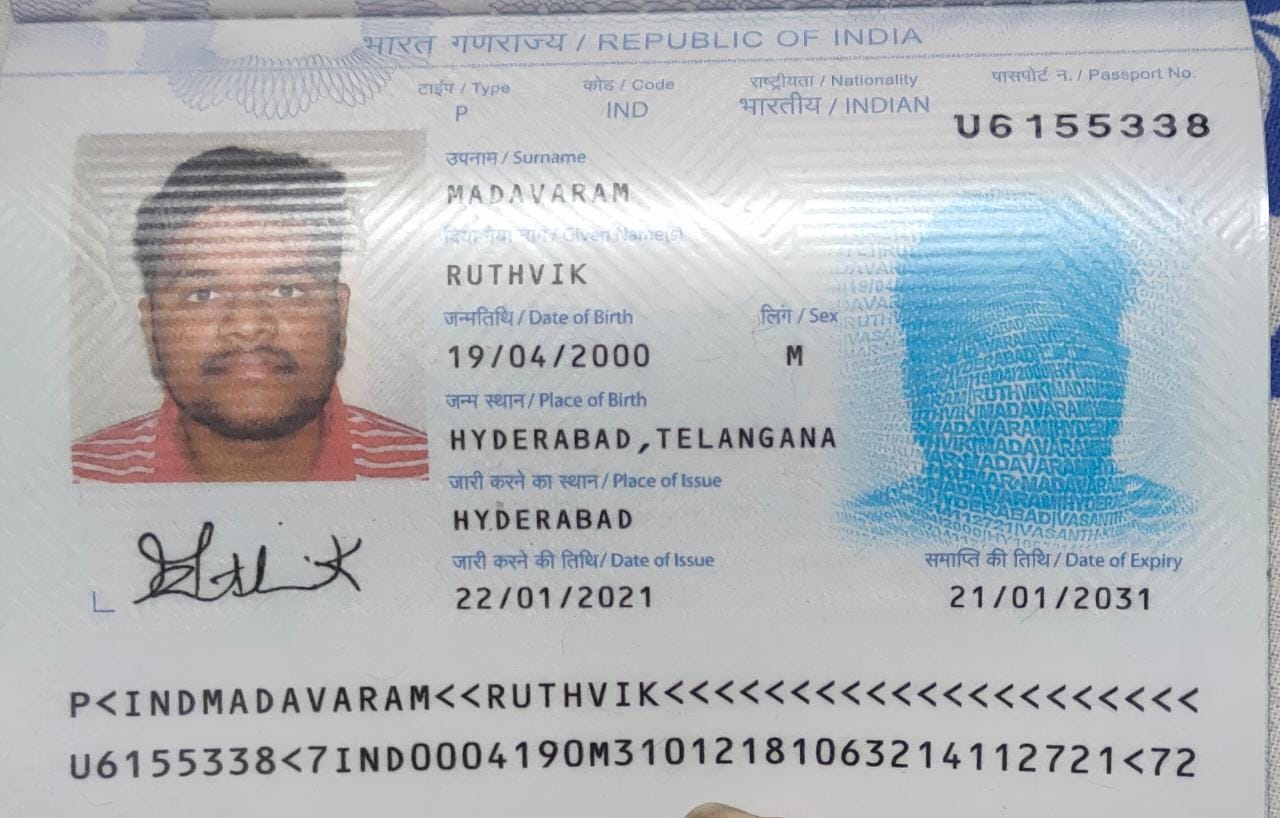 भारत गणराज्य / REPUBLIC OF INDIA
टाईप / Type कोड / Code राष्ट्रीयता / Nationality पासपोर्ट न. / Passport No.
P IND भारतीय / INDIAN U6155338
उपनाम / Surname
MADAVARAM
दिया गया नाम / Given Name(s)
RUTHVIK
जन्मतिथि / Date of Birth लिंग / Sex
19/04/2000 M
जन्म स्थान / Place of Birth
HYDERABAD,TELANGANA
जारी करने का स्थान / Place of Issue
HYDERABAD
जारी करने की तिथि / Date of Issue समाप्ति की तिथि / Date of Expiry
22/01/2021 21/01/2031
P<INDMADAVARAM<<RUTHVIK<<<<<<<<<<<<<<<<<<<<<
U6155338<7IND0004190M31012181063214112721<72